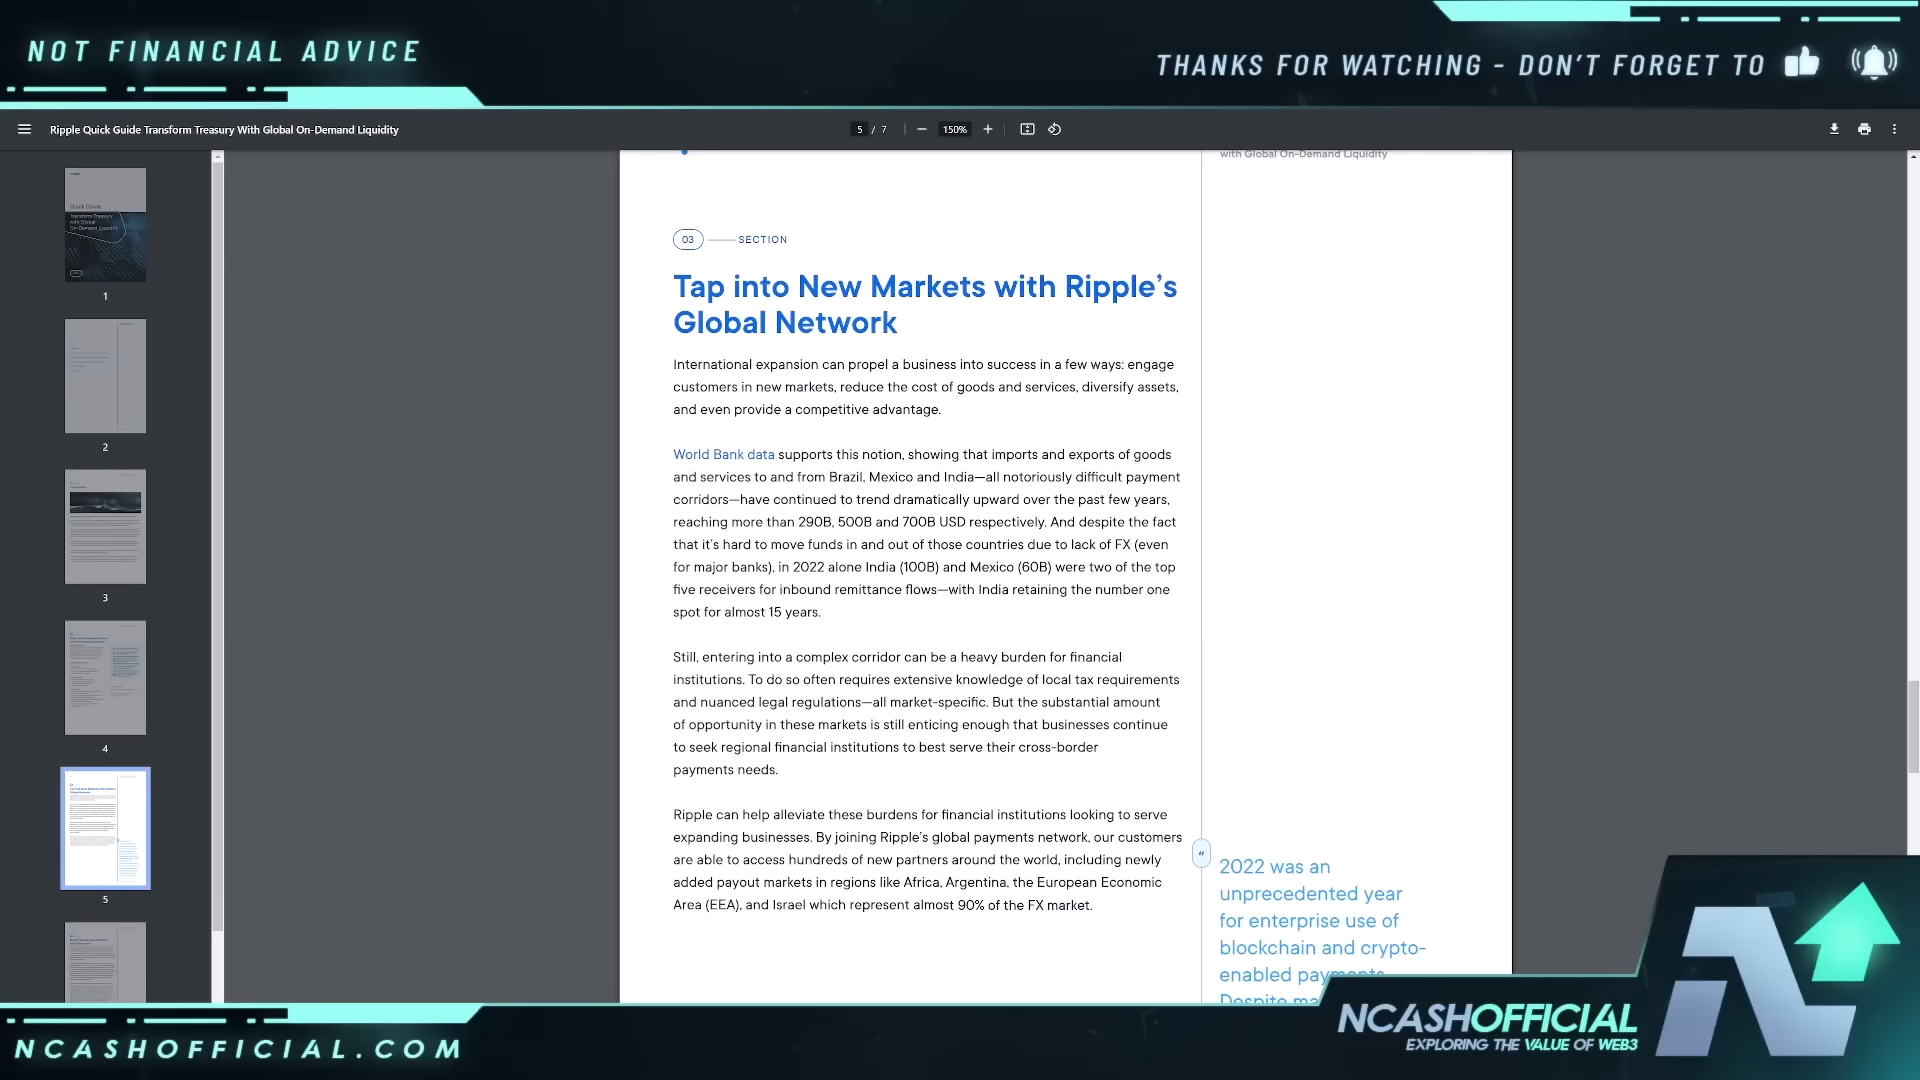 NOT FINANCIAL ADVICE
THANKS FOR WATCHING - DON'T FORGET TO
Ripple Quick Guide Transform Treasury With Global On-Demand Liquidity
5 / 7
150%
with Global On-Demand Liquidity
03 SECTION
Tap into New Markets with Ripple's
Global Network
International expansion can propel a business into success in a few ways: engage
customers in new markets, reduce the cost of goods and services, diversify assets,
and even provide a competitive advantage.
World Bank data supports this notion, showing that imports and exports of goods
and services to and from Brazil, Mexico and India—all notoriously difficult payment
corridors—have continued to trend dramatically upward over the past few years,
reaching more than 290B, 500B and 700B USD respectively. And despite the fact
that it's hard to move funds in and out of those countries due to lack of FX (even
for major banks), in 2022 alone India (100B) and Mexico (60B) were two of the top
five receivers for inbound remittance flows—with India retaining the number one
spot for almost 15 years.
Still, entering into a complex corridor can be a heavy burden for financial
institutions. To do so often requires extensive knowledge of local tax requirements
and nuanced legal regulations—all market-specific. But the substantial amount
of opportunity in these markets is still enticing enough that businesses continue
to seek regional financial institutions to best serve their cross-border
payments needs.
Ripple can help alleviate these burdens for financial institutions looking to serve
expanding businesses. By joining Ripple's global payments network, our customers
are able to access hundreds of new partners around the world, including newly
added payout markets in regions like Africa, Argentina, the European Economic
Area (EEA), and Israel which represent almost 90% of the FX market.
“
2022 was an
unprecedented year
for enterprise use of
blockchain and crypto-
enabled payments.
Despite
Quick Guide:
Transform Treasury
with Global
On-Demand Liquidity
1
2
3
4
5
NCASHOFFICIAL.COM
NCASHOFFICIAL
EXPLORING THE VALUE OF WEB3